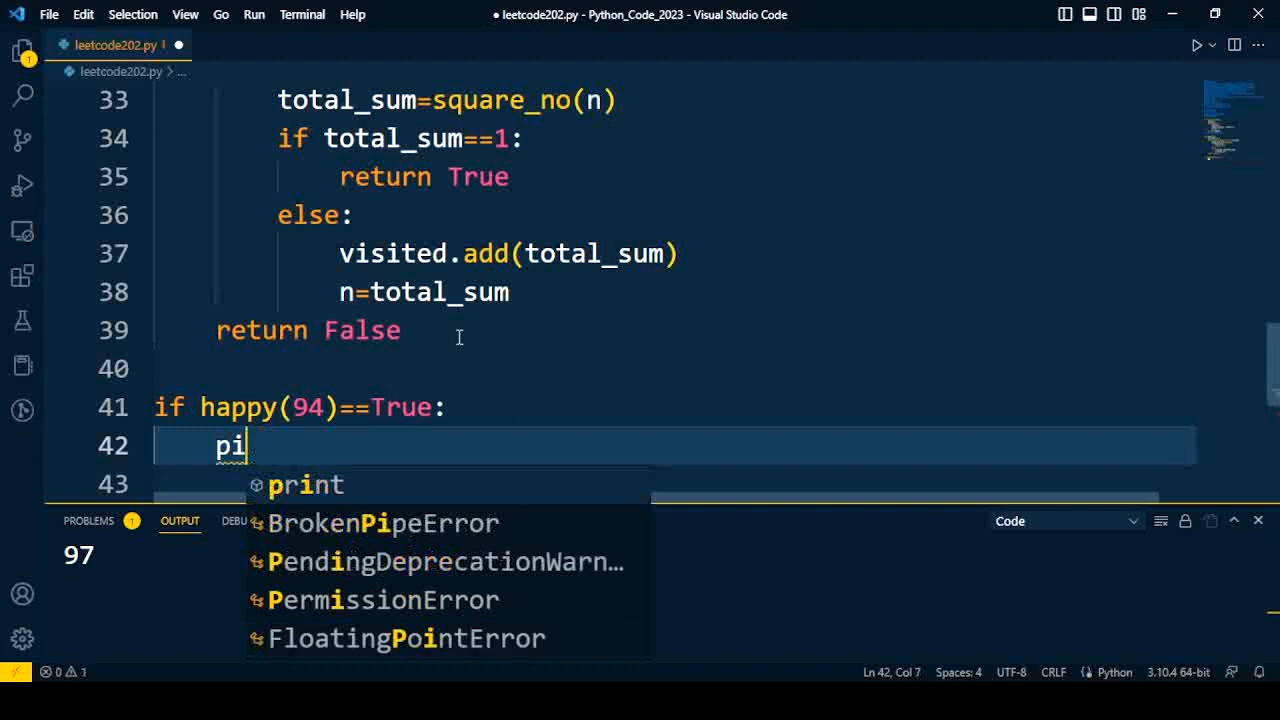 File Edit Selection View Go Run Terminal Help
● leetcode202.py - Python_Code_2023 - Visual Studio Code
leetcode202.py 1 ●
leetcode202.py > ...
33 total_sum=square_no(n)
34 if total_sum==1:
35 return True
36 else:
37 visited.add(total_sum)
38 n=total_sum
39 return False
40
41 if happy(94)==True:
42 pi
43
print
BrokenPipeError
PendingDeprecationWarn...
PermissionError
FloatingPointError
PROBLEMS 1 OUTPUT DEBU
Code
97
1
0 1
Ln 42, Col 7 Spaces: 4 UTF-8 CRLF Python 3.10.4 64-bit